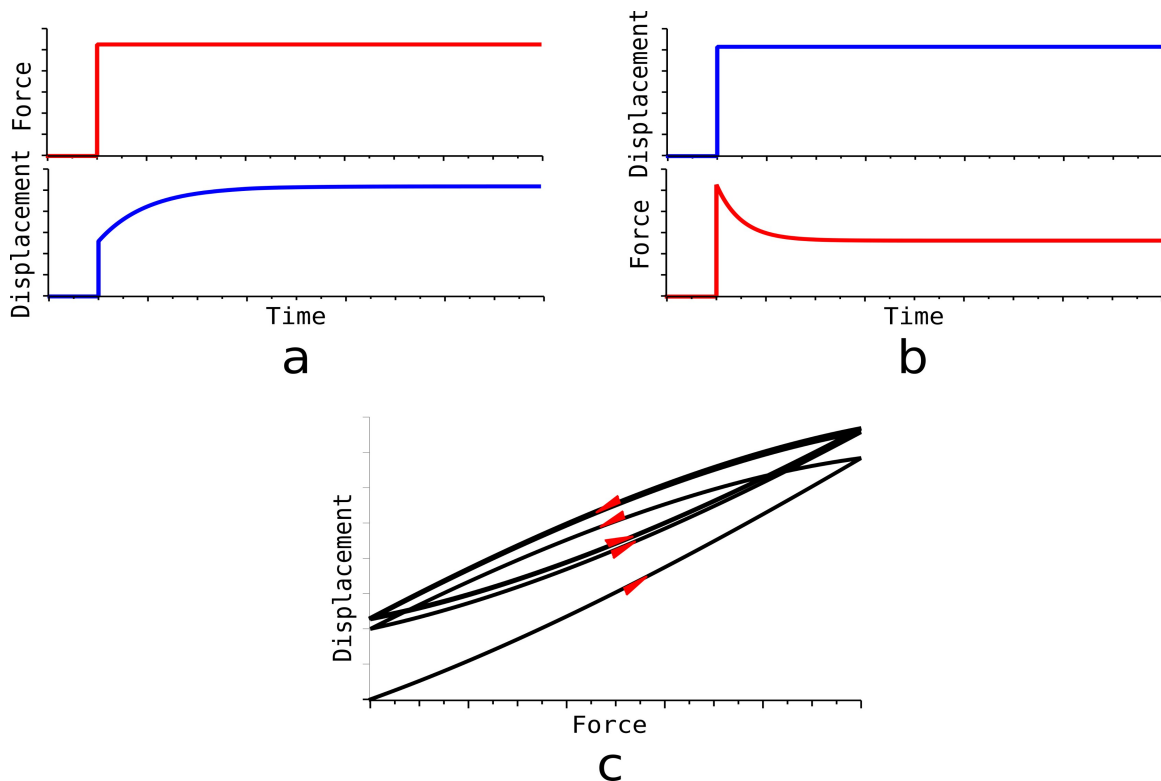 Force
Displacement
Time
a
Displacement
Force
Time
b
Displacement
Force
c